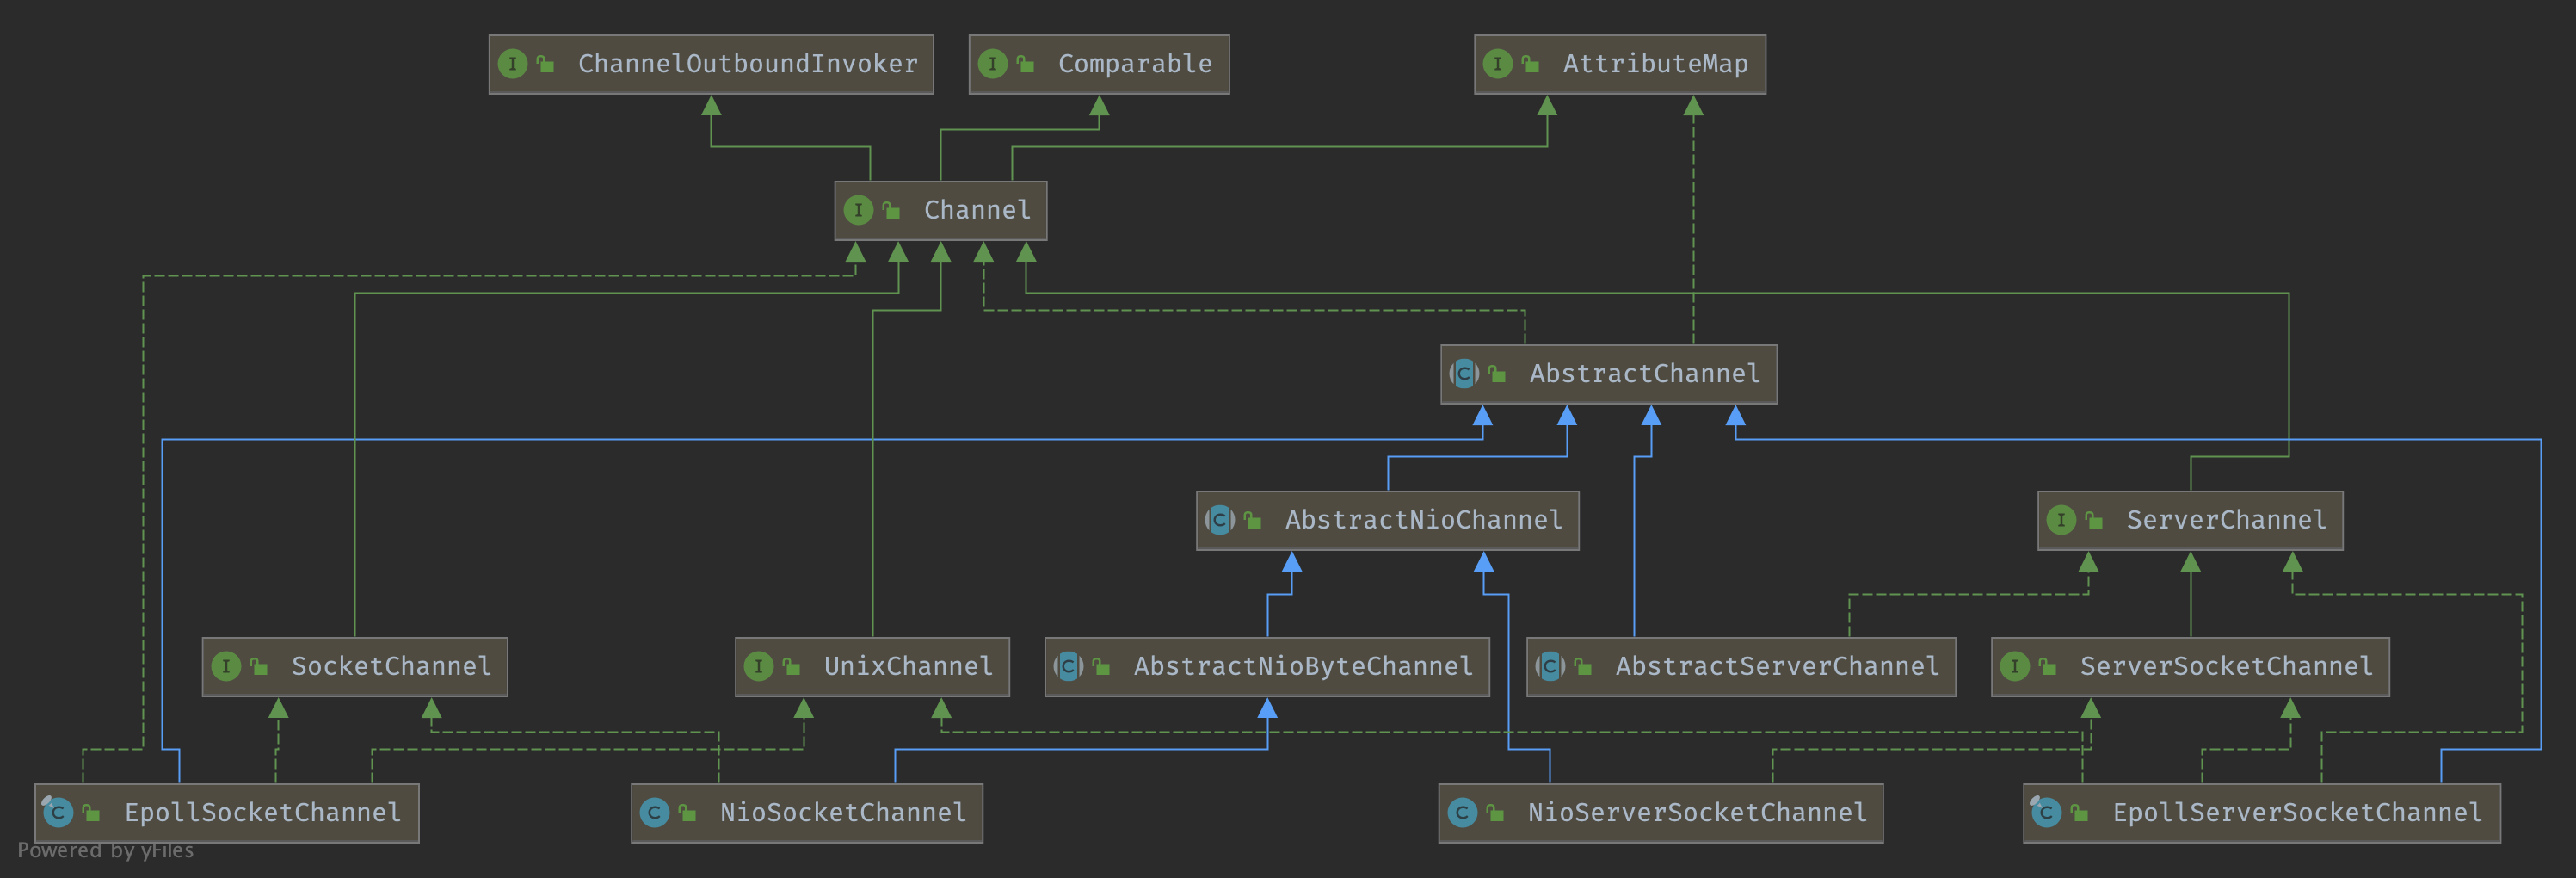 ChannelOutboundInvoker
Comparable
AttributeMap
Channel
AbstractChannel
AbstractNioChannel
ServerChannel
SocketChannel
UnixChannel
AbstractNioByteChannel
AbstractServerChannel
ServerSocketChannel
EpollSocketChannel
NioSocketChannel
NioServerSocketChannel
EpollServerSocketChannel
Powered by yFiles